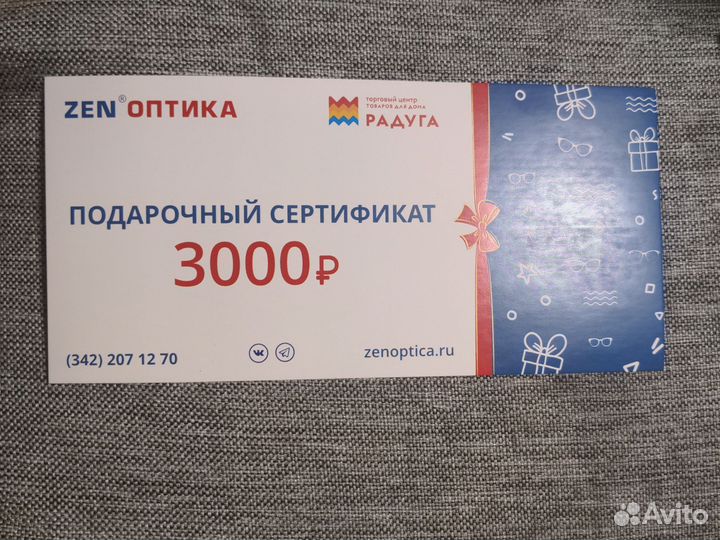 ZEN® ОПТИКА
торговый центр
товаров для дома
РАДУГА
ПОДАРОЧНЫЙ СЕРТИФИКАТ
3000₽
(342) 207 12 70
zenoptica.ru
Avito